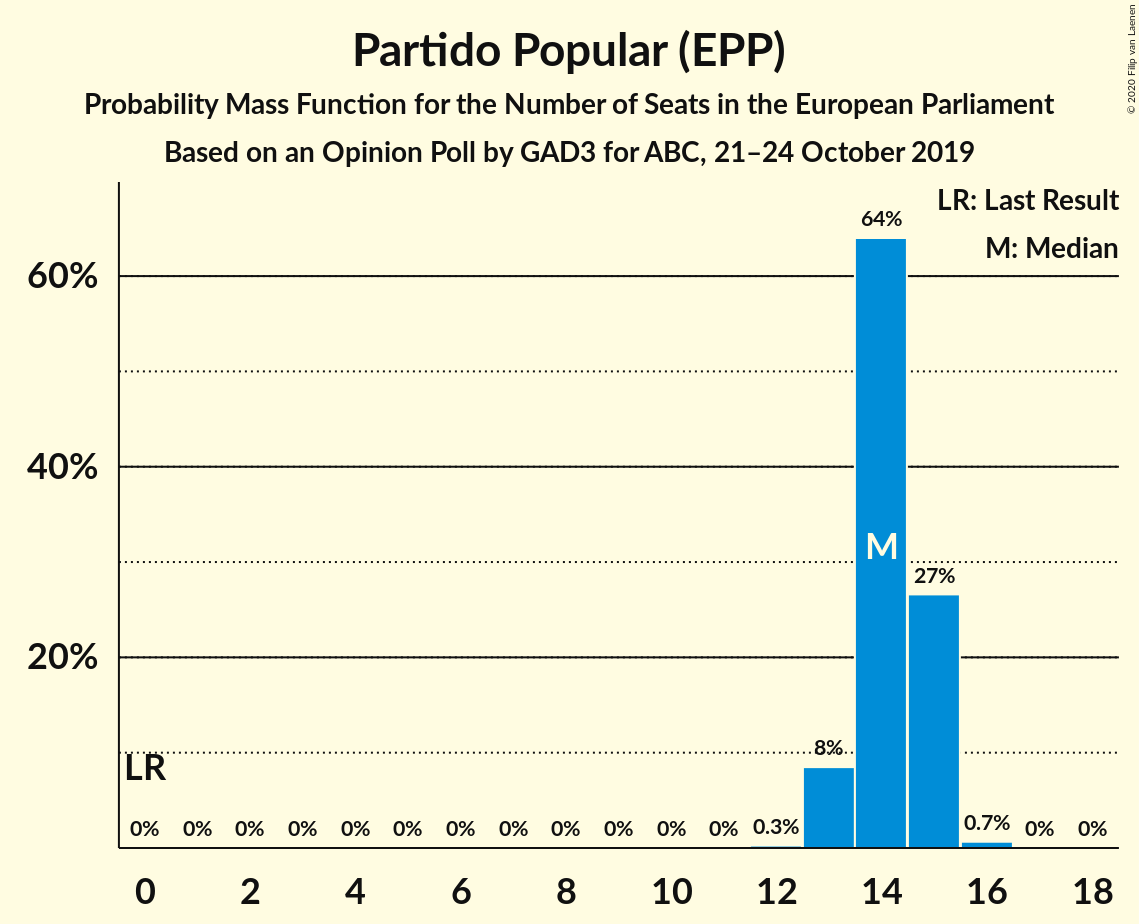 Partido Popular (EPP)
Probability Mass Function for the Number of Seats in the European Parliament
Based on an Opinion Poll by GAD3 for ABC, 21–24 October 2019
© 2020 Filip van Laenen
LR: Last Result
M: Median
64%
60%
40%
M
27%
20%
8%
LR
0% 0% 0% 0% 0% 0% 0% 0% 0% 0% 0% 0% 0.3% 0.7% 0% 0%
0 2 4 6 8 10 12 14 16 18